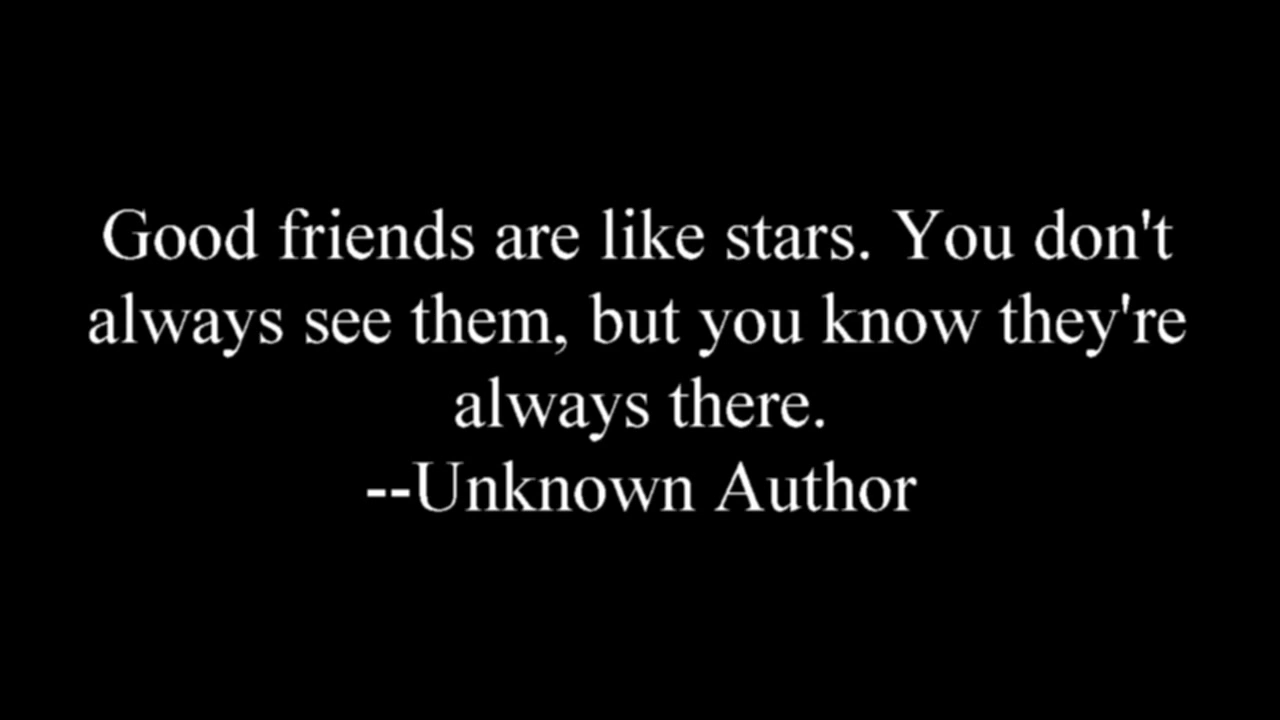 Good friends are like stars. You don't
always see them, but you know they're
always there.
--Unknown Author